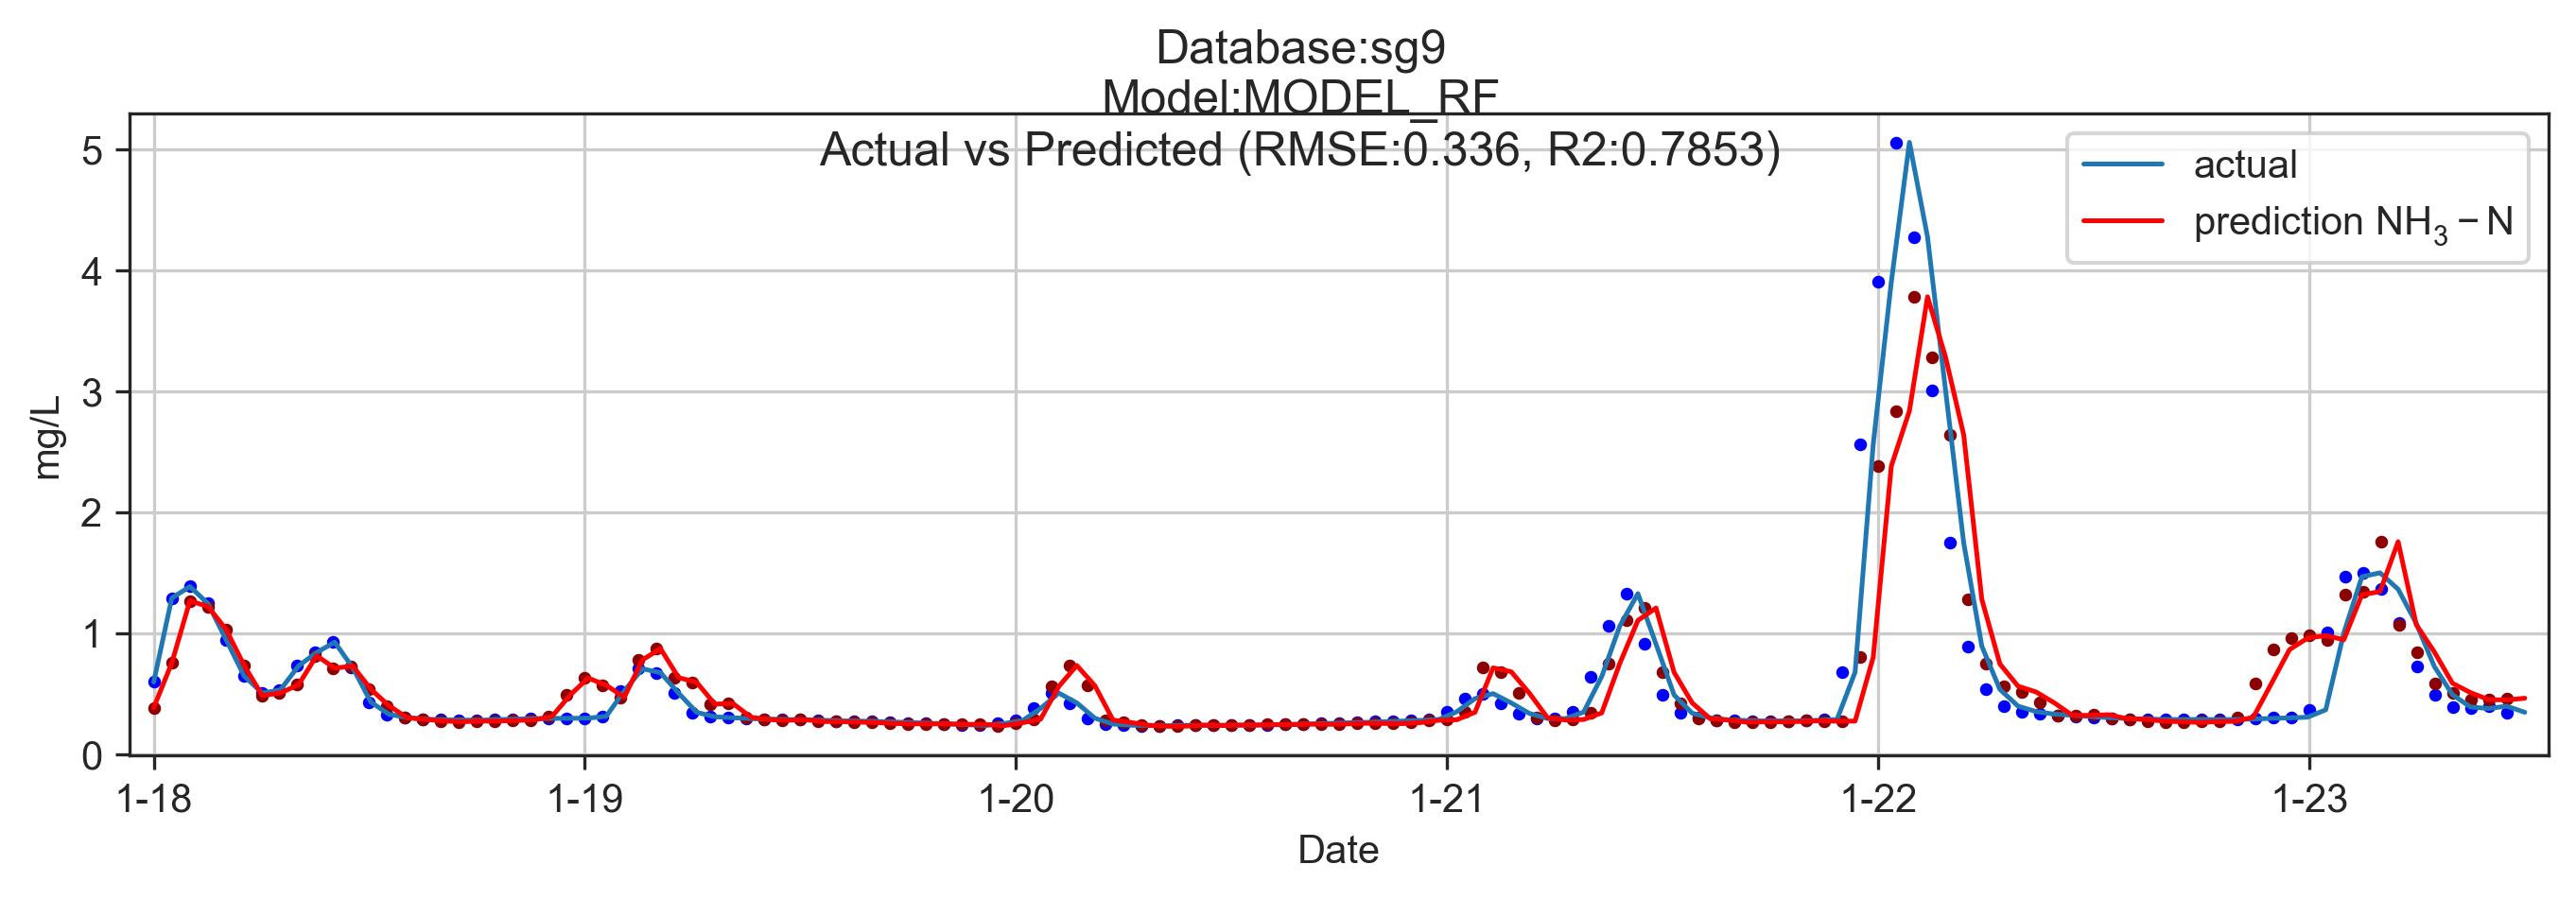 Database:sg9
Model:MODEL_RF
Actual vs Predicted (RMSE:0.336, R2:0.7853)
actual
prediction NH₃ − N
mg/L
5
4
3
2
1
0
1-18 1-19 1-20 1-21 1-22 1-23
Date